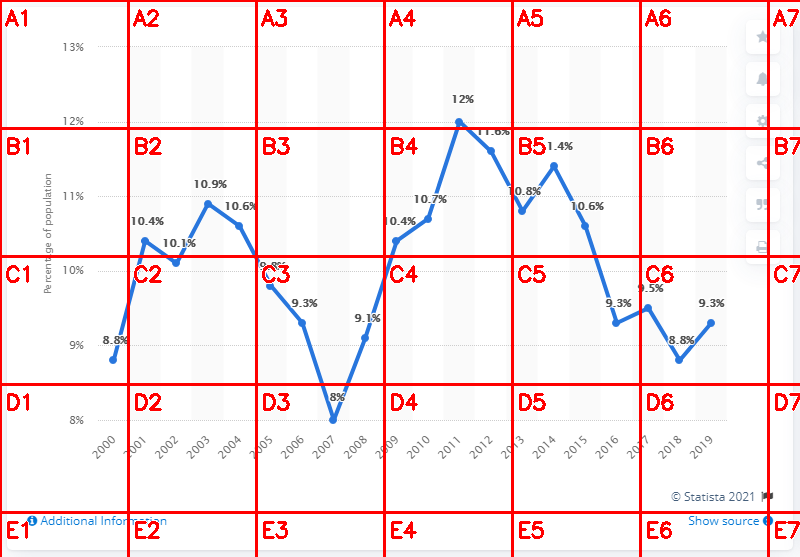 A1 A2 A3 A4 A5 A6 A7
13%
12%
12%
11.6%
B1 B2 B3 B4 B5 B6 B7
11.4%
11%
10.9%
10.8%
10.7%
10.6%
10.6%
10.4%
10.4%
10.1%
Percentage of population
10%
C1 C2 C3 C4 C5 C6 C7
9.8%
9.5%
9.3%
9.3%
9.3%
9.1%
9%
8.8%
8.8%
8%
D1 D2 D3 D4 D5 D6 D7
8%
2000 2001 2002 2003 2004 2005 2006 2007 2008 2009 2010 2011 2012 2013 2014 2015 2016 2017 2018 2019
© Statista 2021
Additional Information
Show source
E1 E2 E3 E4 E5 E6 E7